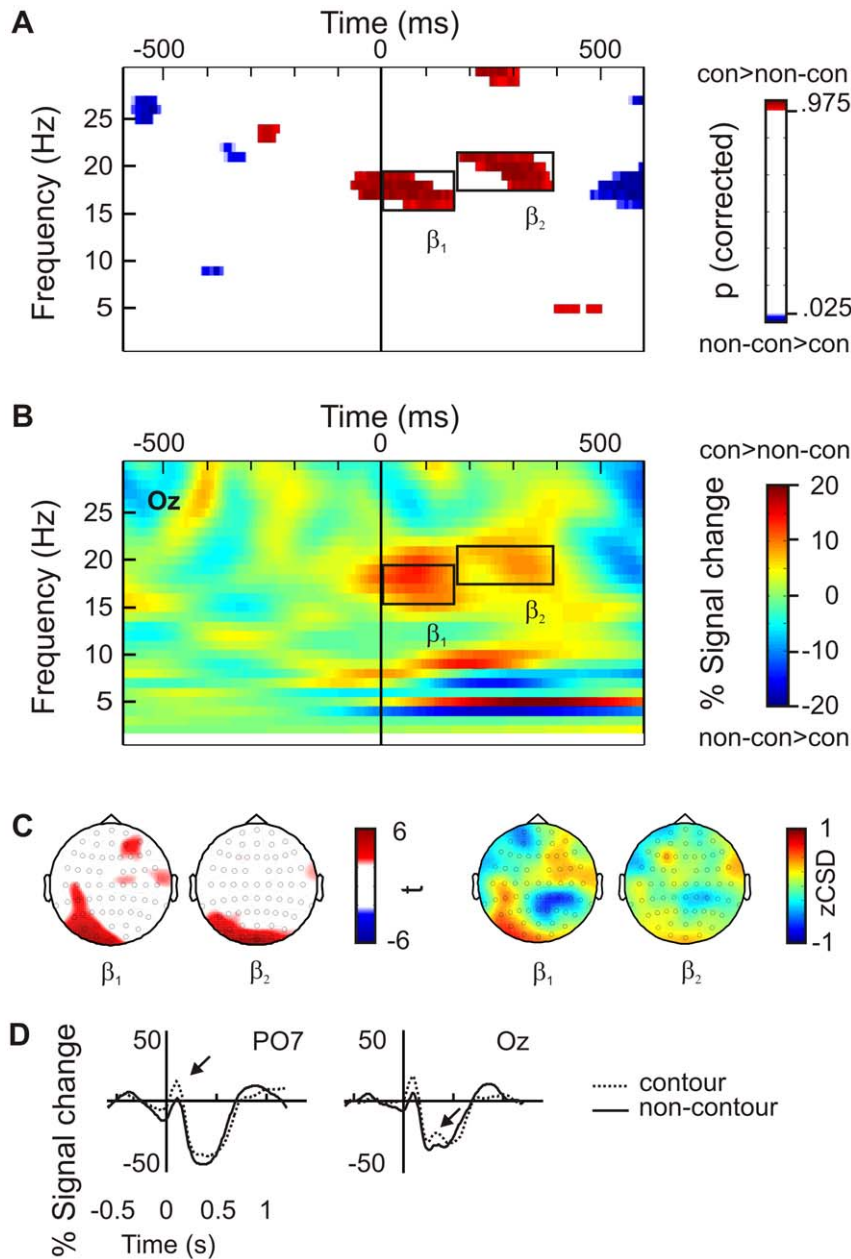 A
Time (ms)
-500 0 500
Frequency (Hz)
25
20
15
10
5
β1
β2
con>non-con
p (corrected)
.975
.025
non-con>con
B
Time (ms)
-500 0 500
Oz
Frequency (Hz)
25
20
15
10
5
β1
β2
con>non-con
% Signal change
20
10
0
-10
-20
non-con>con
C
β1
β2
6
t
-6
β1
β2
1
zCSD
-1
D
% Signal change
50
-50
PO7
-0.5 0 0.5 1
Time (s)
50
-50
Oz
contour
non-contour